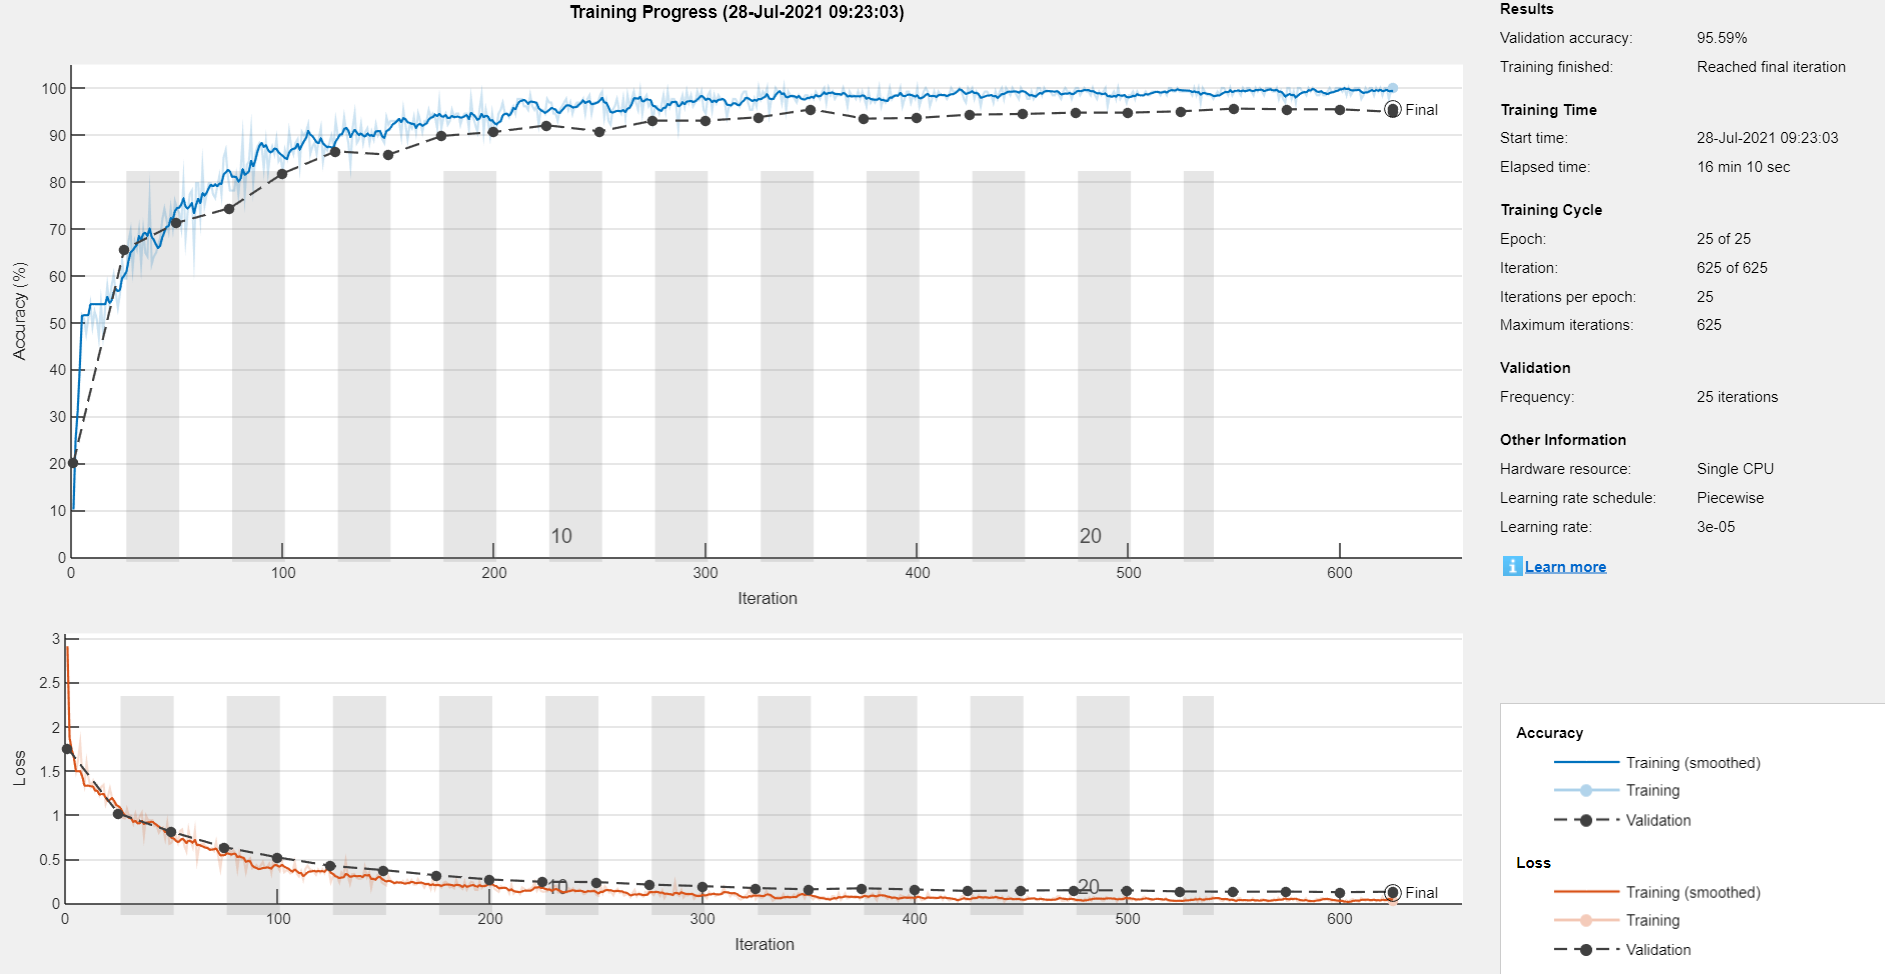 Training Progress (28-Jul-2021 09:23:03)
Accuracy (%)
100
90
80
70
60
50
40
30
20
10
0
10
20
Final
0
100
200
300
400
500
600
Iteration
Loss
3
2.5
2
1.5
1
0.5
0
10
20
Final
0
100
200
300
400
500
600
Iteration
Results
Validation accuracy: 95.59%
Training finished: Reached final iteration
Training Time
Start time: 28-Jul-2021 09:23:03
Elapsed time: 16 min 10 sec
Training Cycle
Epoch: 25 of 25
Iteration: 625 of 625
Iterations per epoch: 25
Maximum iterations: 625
Validation
Frequency: 25 iterations
Other Information
Hardware resource: Single CPU
Learning rate schedule: Piecewise
Learning rate: 3e-05
i Learn more
Accuracy
Training (smoothed)
Training
Validation
Loss
Training (smoothed)
Training
Validation